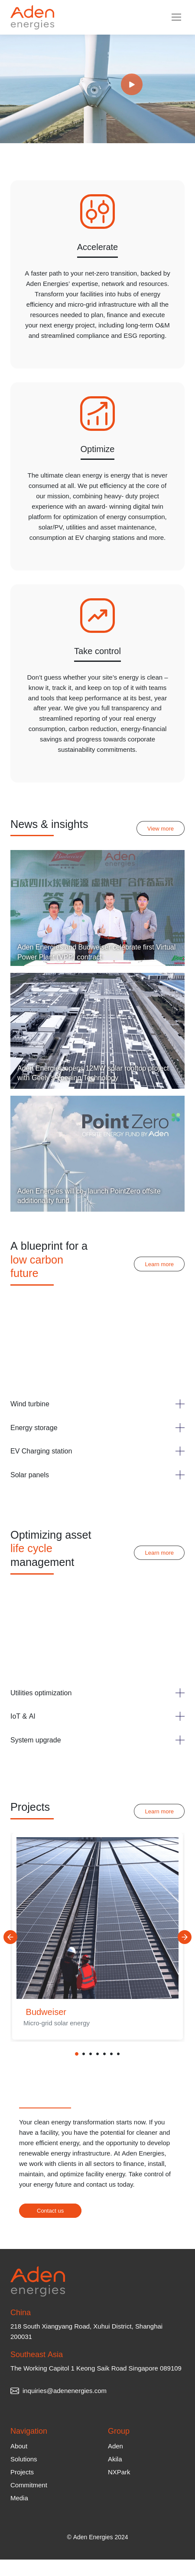 Aden
energies
Accelerate
A faster path to your net-zero transition, backed by
Aden Energies' expertise, network and resources.
Transform your facilities into hubs of energy
efficiency and micro-grid infrastructure with all the
resources needed to plan, finance and execute
your next energy project, including long-term O&M
and streamlined compliance and ESG reporting.
Optimize
The ultimate clean energy is energy that is never
consumed at all. We put efficiency at the core of
our mission, combining heavy- duty project
experience with an award- winning digital twin
platform for optimization of energy consumption,
solar/PV, utilities and asset maintenance,
consumption at EV charging stations and more.
Take control
Don't guess whether your site's energy is clean –
know it, track it, and keep on top of it with teams
and tools that keep performance at its best, year
after year. We give you full transparency and
streamlined reporting of your real energy
consumption, carbon reduction, energy-financial
savings and progress towards corporate
sustainability commitments.
News & insights
View more
Aden Energies and Budweiser celebrate first Virtual
Power Plant (VPP) contract
with
PointZero
ENERGY FUND by Aden
Aden Energies will co-launch PointZero offsite
additionality fund
A blueprint for a
low carbon
future
Learn more
Wind turbine
Energy storage
EV Charging station
Solar panels
Optimizing asset
life cycle
management
Learn more
Utilities optimization
IoT & AI
System upgrade
Projects
Learn more
Budweiser
Micro-grid solar energy
Your clean energy transformation starts now. If you
have a facility, you have the potential for cleaner and
more efficient energy, and the opportunity to develop
renewable energy infrastructure. At Aden Energies,
we work with clients in all sectors to finance, install,
maintain, and optimize facility energy. Take control of
your energy future and contact us today.
Contact us
Aden
energies
China
218 South Xiangyang Road, Xuhui District, Shanghai
200031
Southeast Asia
The Working Capitol 1 Keong Saik Road Singapore 089109
inquiries@adenenergies.com
Navigation
Group
About
Aden
Solutions
Akila
Projects
NXPark
Commitment
Media
© Aden Energies 2024